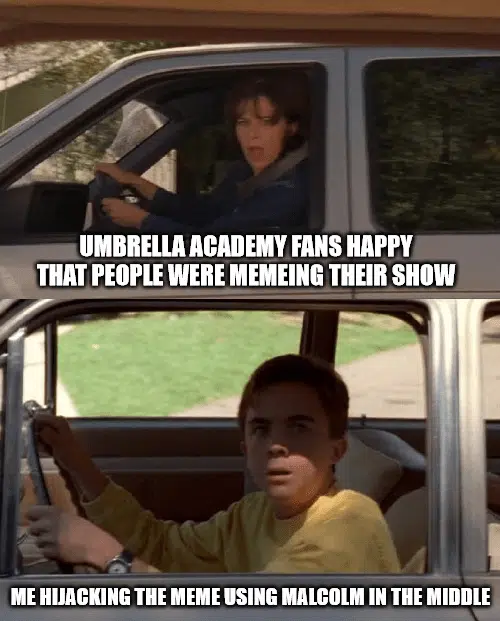 UMBRELLA ACADEMY FANS HAPPY
THAT PEOPLE WERE MEMEING THEIR SHOW
ME HIJACKING THE MEME USING MALCOLM IN THE MIDDLE